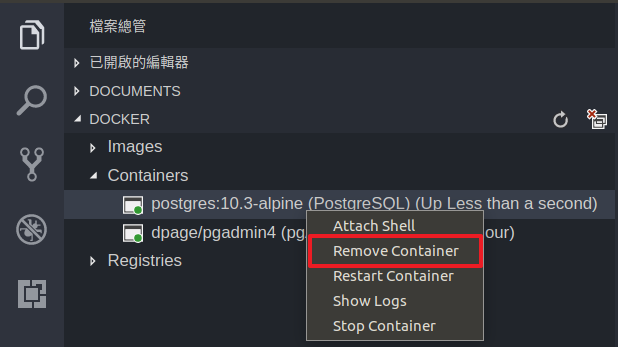 檔案總管
已開啟的編輯器
DOCUMENTS
DOCKER
Images
Containers
postgres:10.3-alpine (PostgreSQL) (Up Less than a second)
dpage/pgadmin4 (pg our)
Registries
Attach Shell
Remove Container
Restart Container
Show Logs
Stop Container